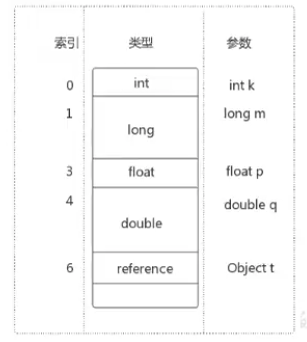 索引 类型 参数
0 int int k
1 long long m
3 float float p
4 double double q
6 reference Object t